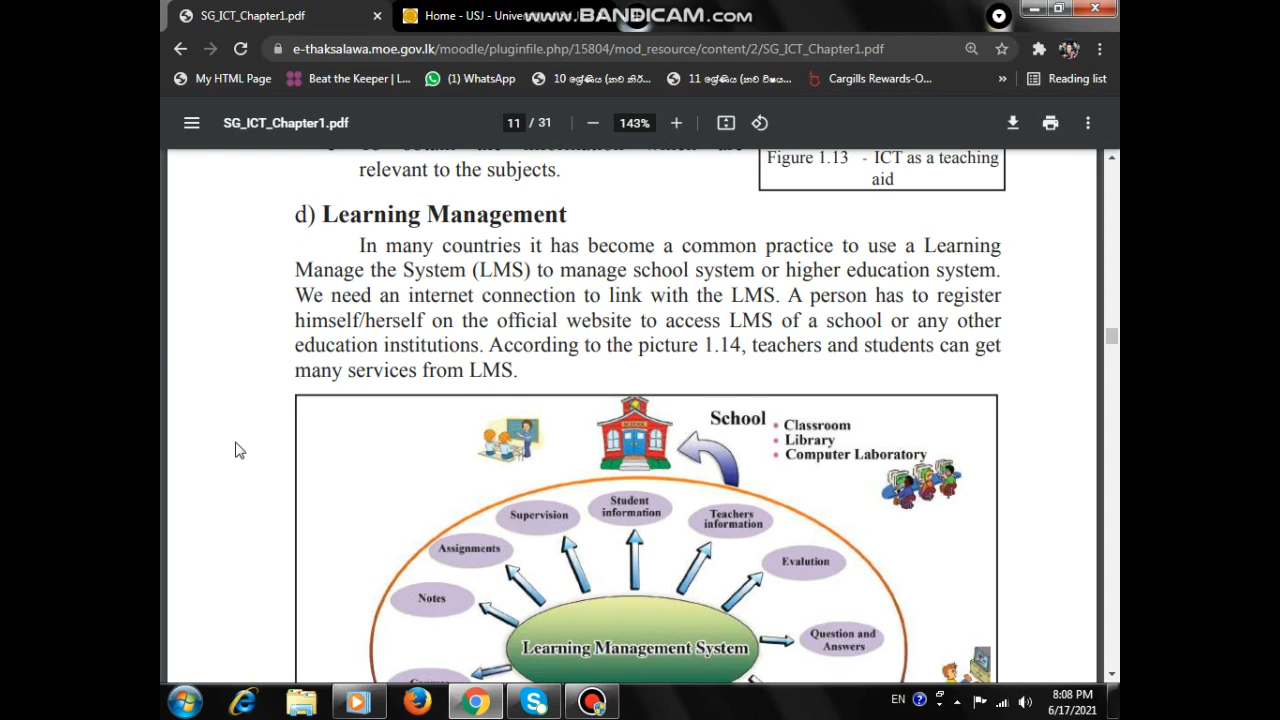 SG_ICT_Chapter1.pdf
Home - USJ - Univer
www.BANDICAM.com
e-thaksalawa.moe.gov.lk/moodle/pluginfile.php/15804/mod_resource/content/2/SG_ICT_Chapter1.pdf
My HTML Page
Beat the Keeper | L...
(1) WhatsApp
10 ශ්‍රේණිය (නව නිර්...
11 ශ්‍රේණිය (නව විෂය...
Cargills Rewards-O...
»
Reading list
SG_ICT_Chapter1.pdf
11 / 31
143%
relevant to the subjects.
Figure 1.13 - ICT as a teaching
aid
d) Learning Management
In many countries it has become a common practice to use a Learning
Manage the System (LMS) to manage school system or higher education system.
We need an internet connection to link with the LMS. A person has to register
himself/herself on the official website to access LMS of a school or any other
education institutions. According to the picture 1.14, teachers and students can get
many services from LMS.
School
• Classroom
• Library
• Computer Laboratory
Student
information
Supervision
Teachers
information
Assignments
Evalution
Notes
Question and
Answers
Learning Management System
EN
8:08 PM
6/17/2021